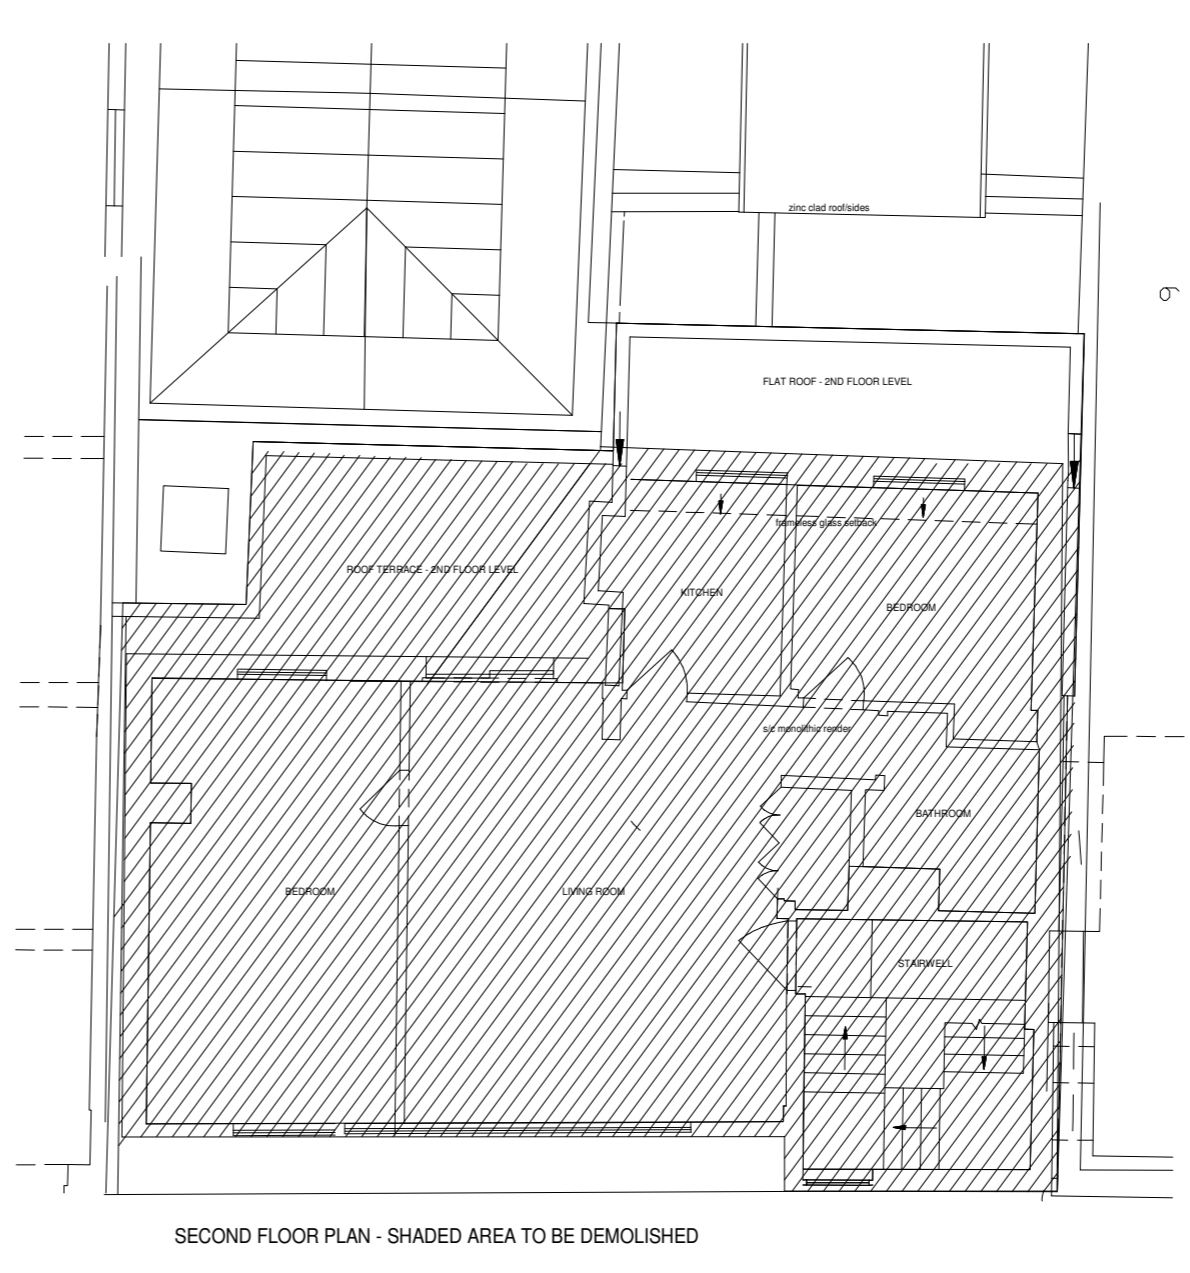 zinc clad roof/sides
6
FLAT ROOF - 2ND FLOOR LEVEL
frameless glass setback
ROOF TERRACE - 2ND FLOOR LEVEL
KITCHEN
BEDROOM
s/c monolithic render
BATHROOM
BEDROOM
LIVING ROOM
STAIRWELL
SECOND FLOOR PLAN - SHADED AREA TO BE DEMOLISHED